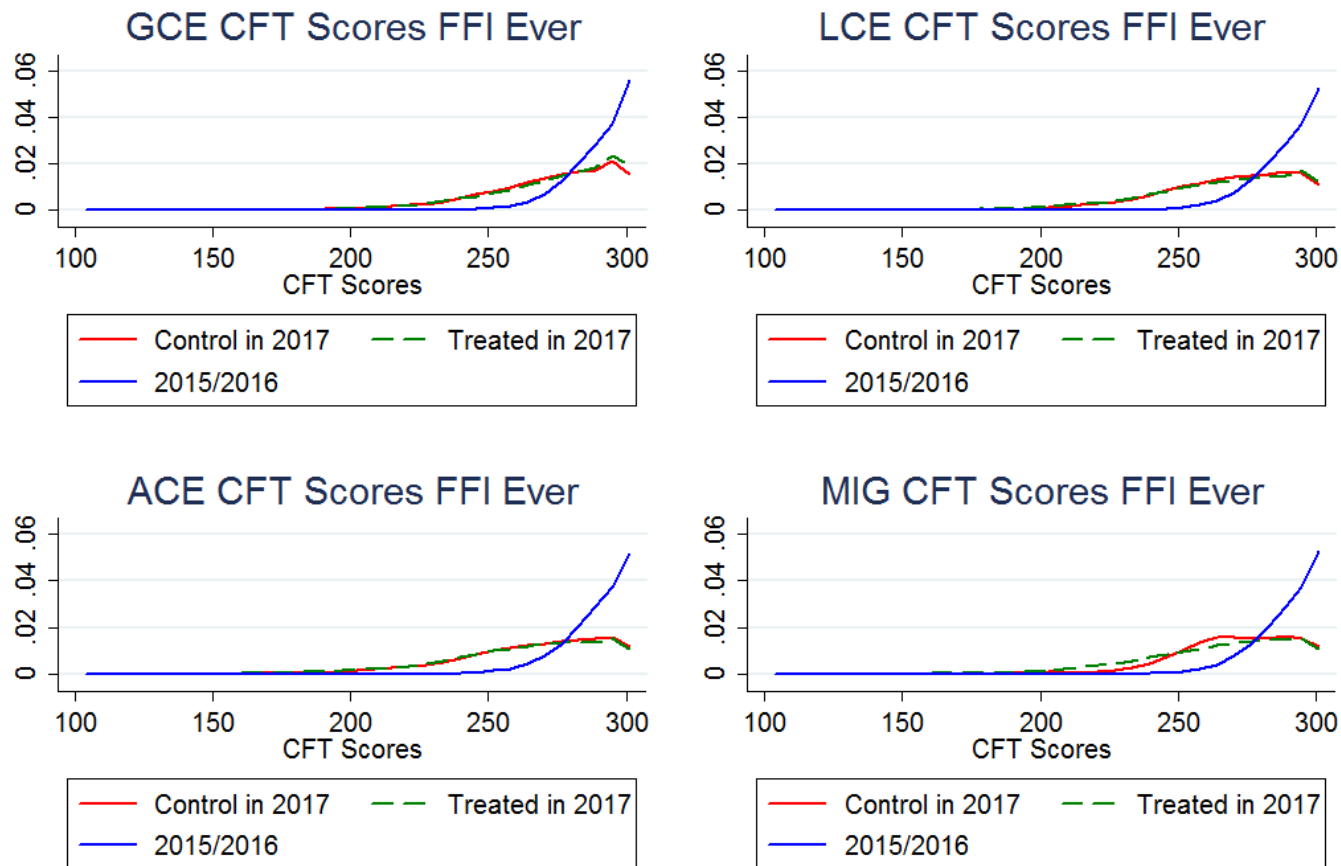 GCE CFT Scores FFI Ever
.06
.04
.02
0
100 150 200 250 300
CFT Scores
Control in 2017 Treated in 2017
2015/2016
LCE CFT Scores FFI Ever
.06
.04
.02
0
100 150 200 250 300
CFT Scores
Control in 2017 Treated in 2017
2015/2016
ACE CFT Scores FFI Ever
.06
.04
.02
0
100 150 200 250 300
CFT Scores
Control in 2017 Treated in 2017
2015/2016
MIG CFT Scores FFI Ever
.06
.04
.02
0
100 150 200 250 300
CFT Scores
Control in 2017 Treated in 2017
2015/2016